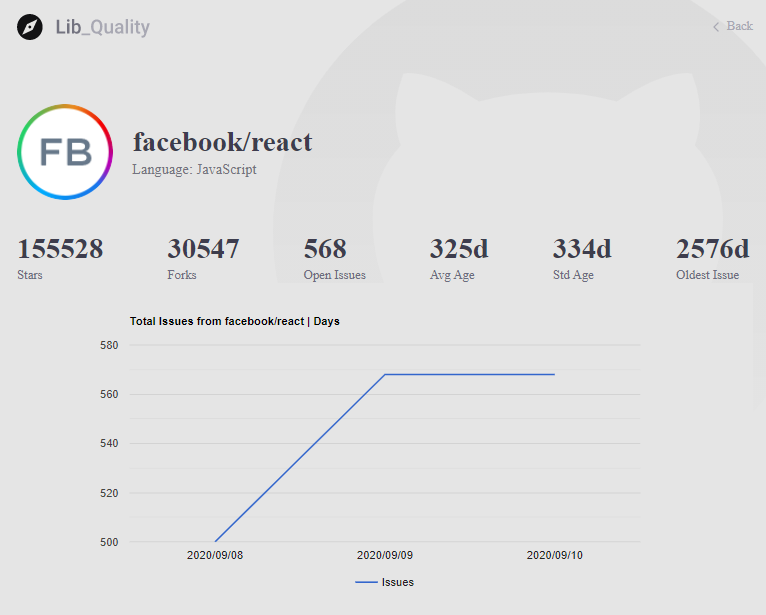 Lib_Quality
Back
FB
facebook/react
Language: JavaScript
155528 30547 568 325d 334d 2576d
Stars Forks Open Issues Avg Age Std Age Oldest Issue
Total Issues from facebook/react | Days
580
560
540
520
500
2020/09/08 2020/09/09 2020/09/10
Issues